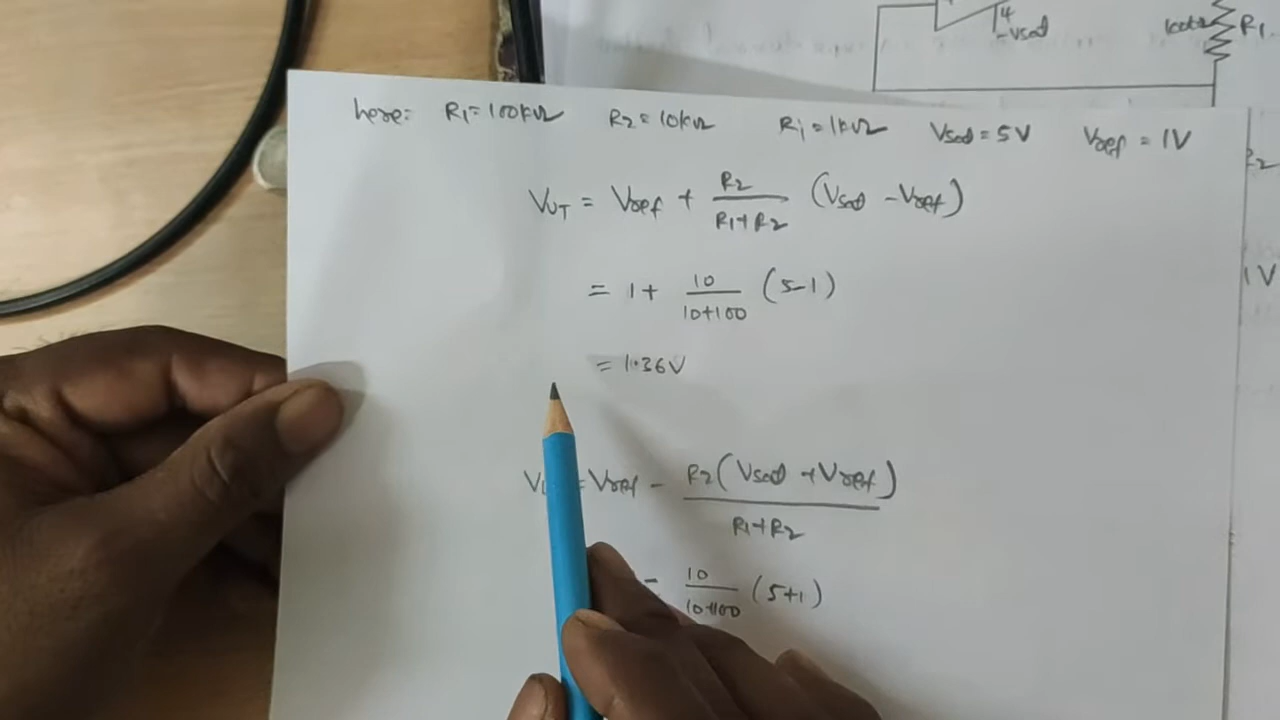 4
-Vsat
100kΩ R1
here: R1=100kΩ R2=10kΩ Ri=1kΩ Vsat=5V Vref=1V
R2
VUT = Vref + R2/(R1+R2) (Vsat - Vref)
1V
= 1 + 10/(10+100) (5-1)
= 1.36V
= Vref - R2(Vsat + Vref)/(R1+R2)
- 10/(10+100) (5+1)